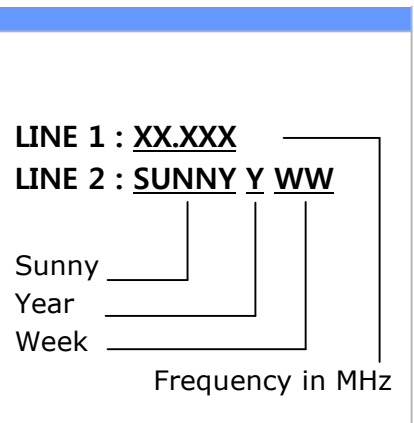 LINE 1 : XX.XXX
LINE 2 : SUNNY Y WW
Sunny
Year
Week
Frequency in MHz